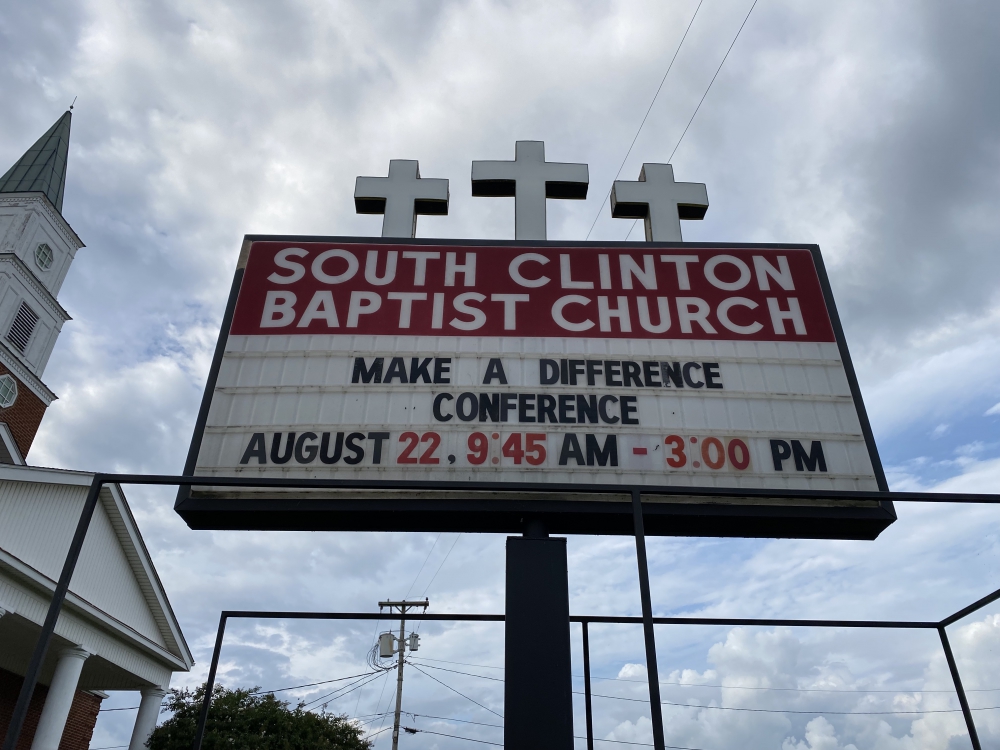 SOUTH CLINTON
BAPTIST CHURCH
MAKE A DIFFERENCE
CONFERENCE
AUGUST 22, 9:45 AM - 3:00 PM